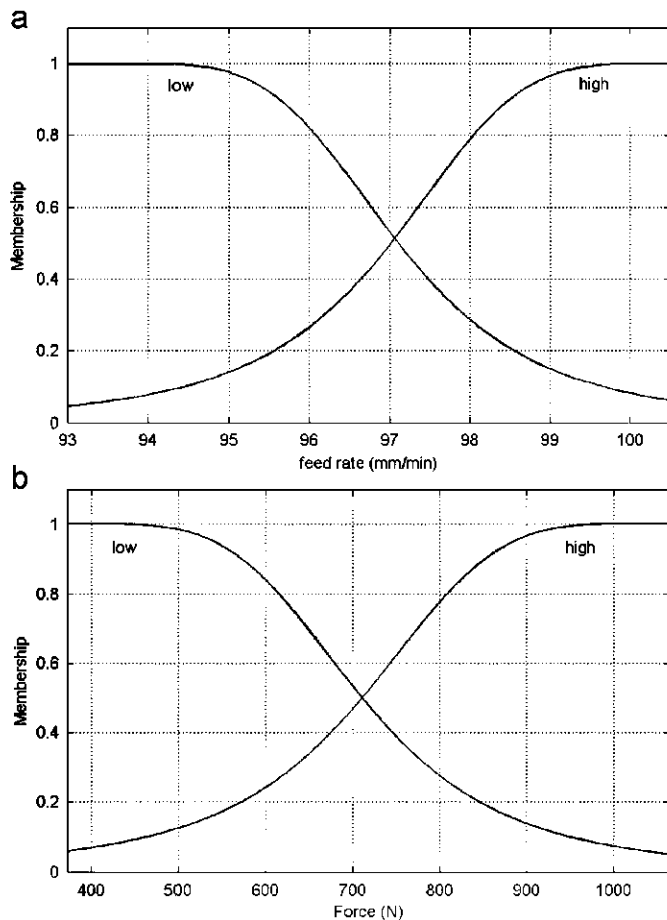 a
1
low
high
0.8
0.6
0.4
0.2
0
Membership
93 94 95 96 97 98 99 100
feed rate (mm/min)
b
1
low
high
0.8
0.6
0.4
0.2
0
Membership
400 500 600 700 800 900 1000
Force (N)